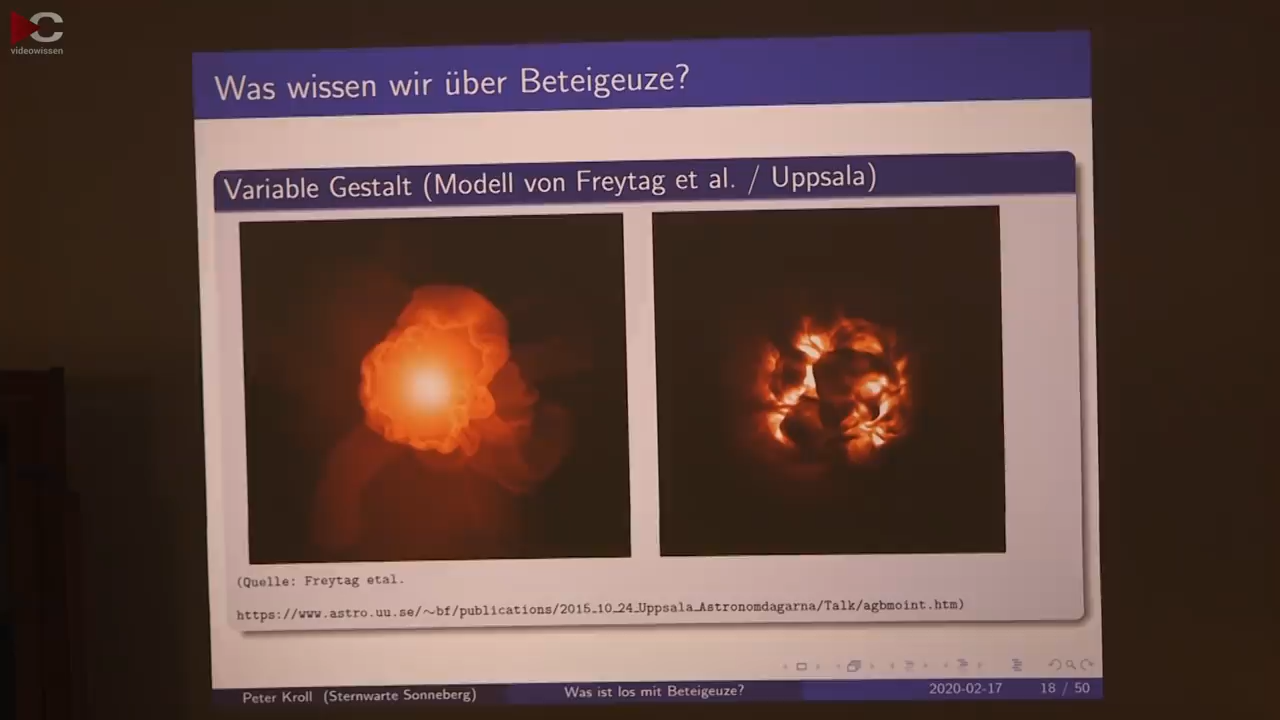 videowissen
Was wissen wir über Beteigeuze?
Variable Gestalt (Modell von Freytag et al. / Uppsala)
(Quelle: Freytag etal.
https://www.astro.uu.se/~bf/publications/2015_10_24_Uppsala_Astronomdagarna/Talk/agbmoint.htm)
Peter Kroll (Sternwarte Sonneberg) Was ist los mit Beteigeuze? 2020-02-17 18 / 50